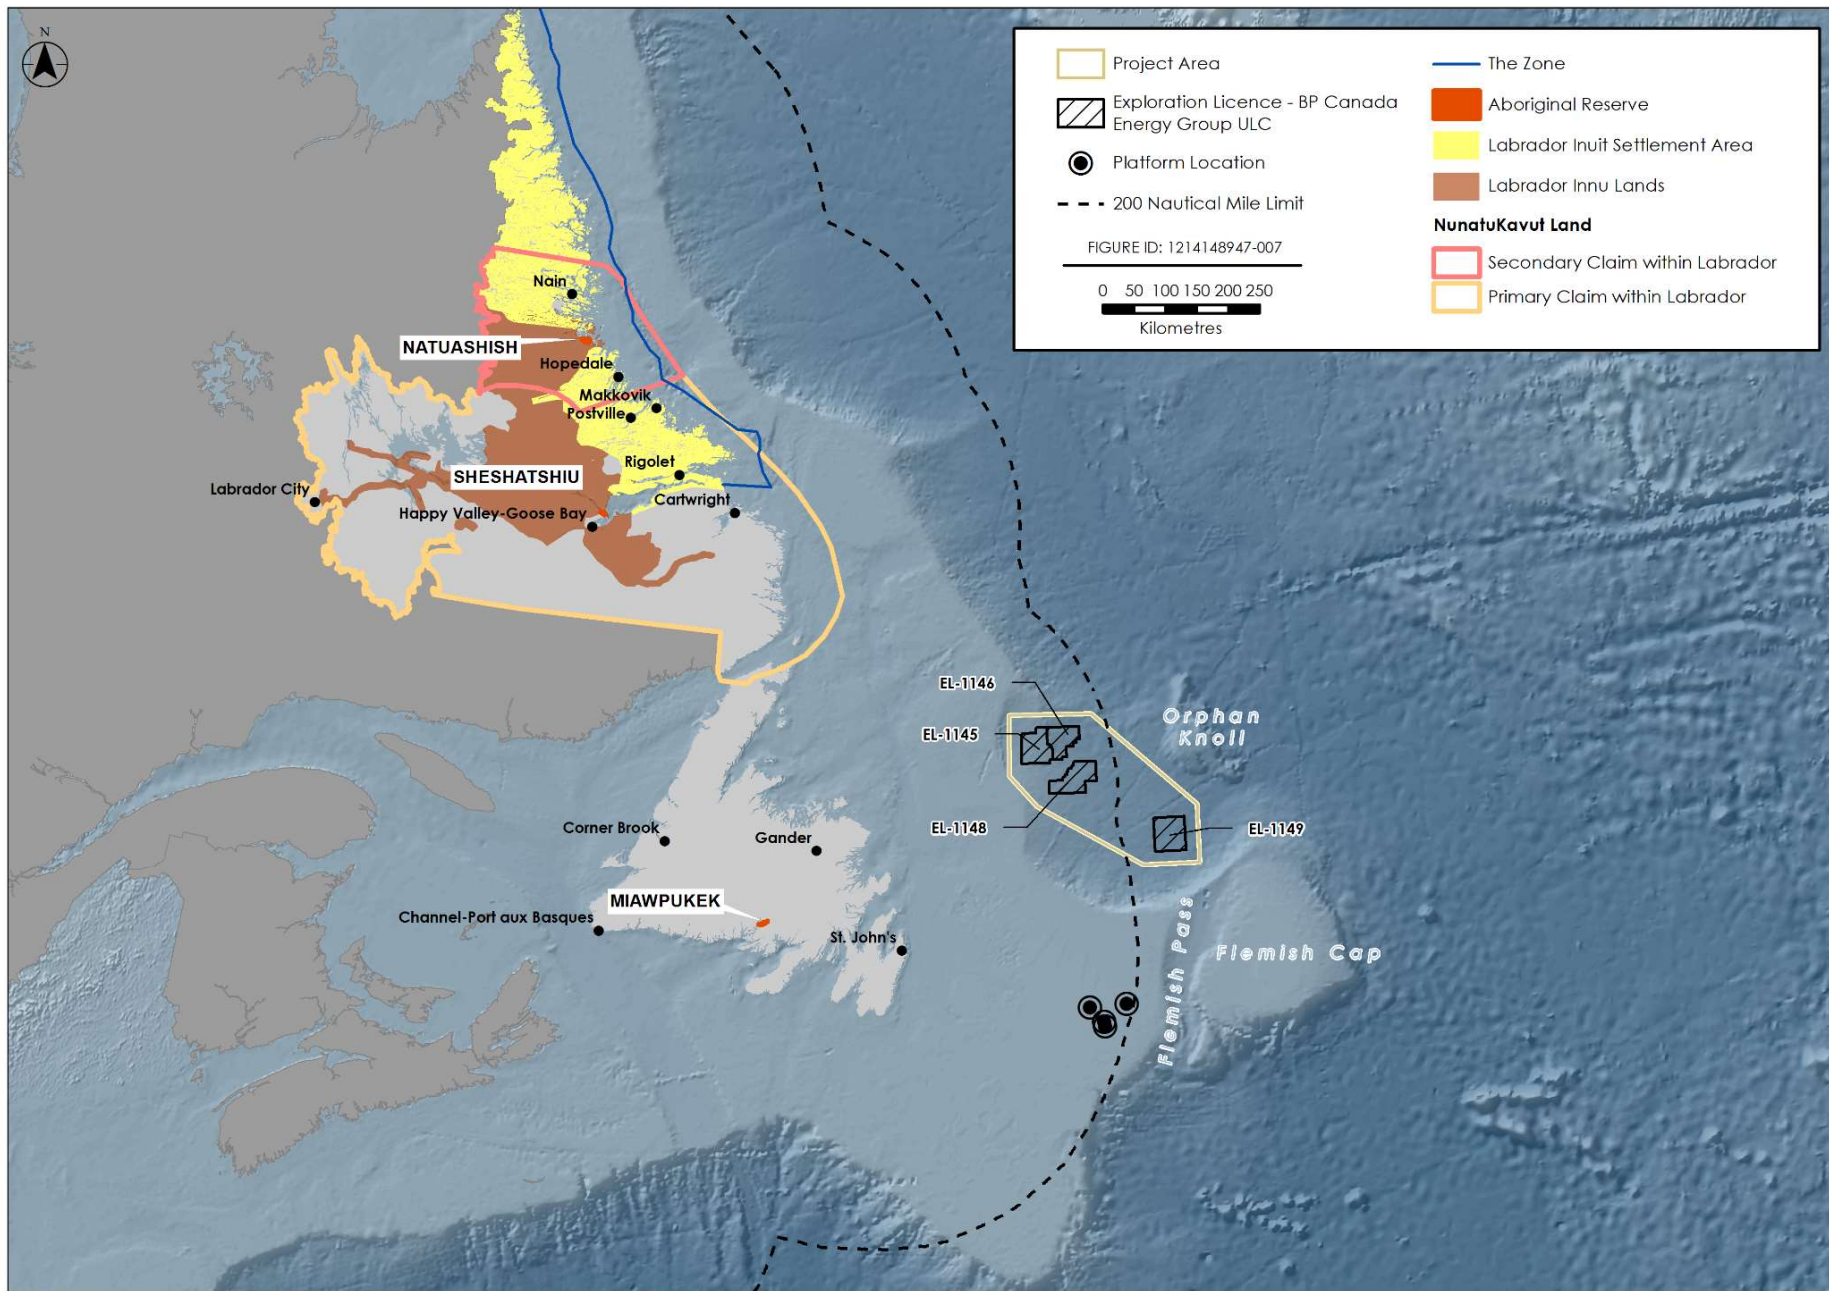 N
Project Area
Exploration Licence - BP Canada
Energy Group ULC
Platform Location
200 Nautical Mile Limit
FIGURE ID: 1214148947-007
0 50 100 150 200 250
Kilometres
The Zone
Aboriginal Reserve
Labrador Inuit Settlement Area
Labrador Innu Lands
NunatuKavut Land
Secondary Claim within Labrador
Primary Claim within Labrador
Nain
NATUASHISH
Hopedale
Makkovik
Postville
Rigolet
SHESHATSHIU
Labrador City
Cartwright
Happy Valley-Goose Bay
EL-1146
Orphan
Knoll
EL-1145
EL-1148
EL-1149
Corner Brook
Gander
MIAWPUKEK
Channel-Port aux Basques
St. John's
Flemish Pass
Flemish Cap